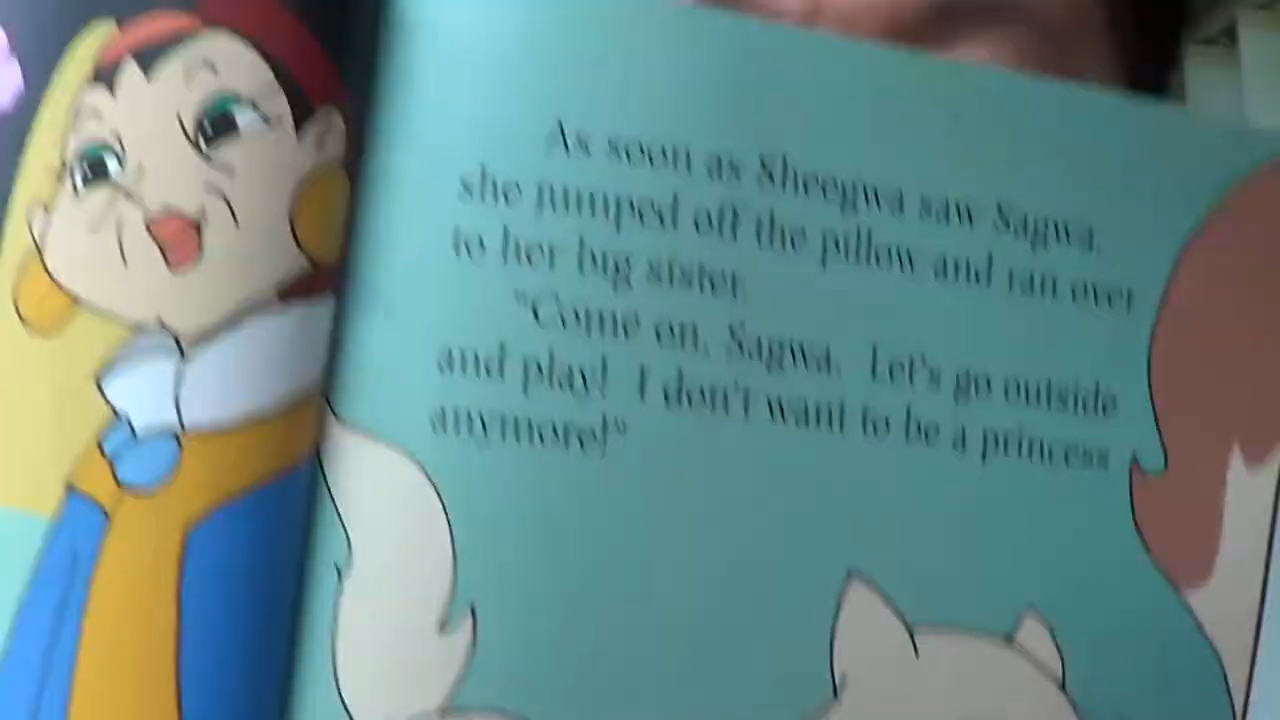 As soon as Sheegwa saw Sagwa,
she jumped off the pillow and ran over
to her big sister.
"Come on, Sagwa. Let's go outside
and play! I don't want to be a princess
anymore!"